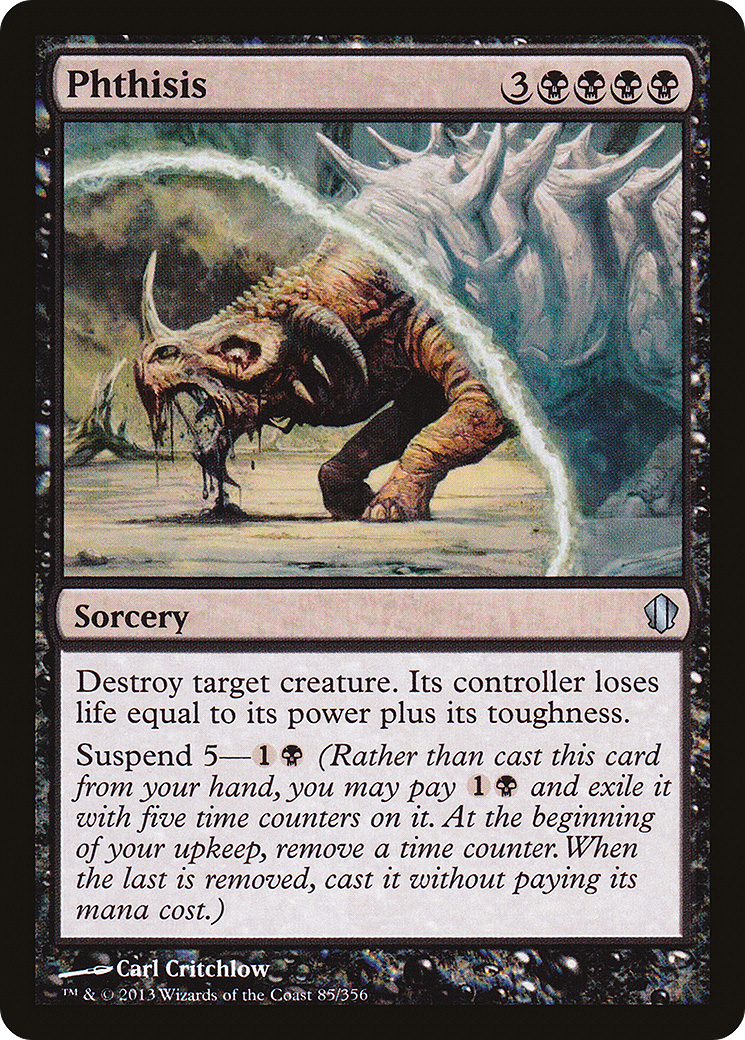 Phthisis 3
Sorcery
Destroy target creature. Its controller loses
life equal to its power plus its toughness.
Suspend 5—1 (Rather than cast this card
from your hand, you may pay 1 and exile it
with five time counters on it. At the beginning
of your upkeep, remove a time counter. When
the last is removed, cast it without paying its
mana cost.)
Carl Critchlow
™ & © 2013 Wizards of the Coast 85/356